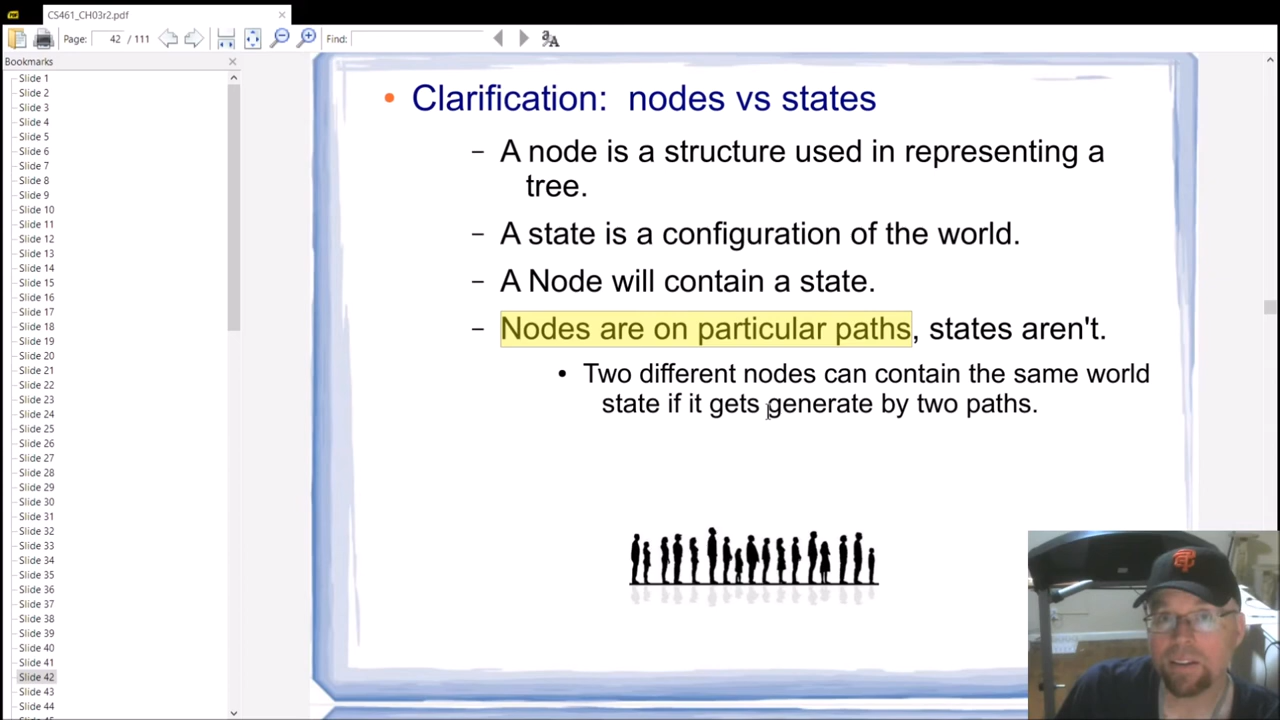 CS461_CH03r2.pdf
Page: 42 / 111 Find:
Bookmarks
Slide 1
Slide 2
Slide 3
Slide 4
Slide 5
Slide 6
Slide 7
Slide 8
Slide 9
Slide 10
Slide 11
Slide 12
Slide 13
Slide 14
Slide 15
Slide 16
Slide 17
Slide 18
Slide 19
Slide 20
Slide 21
Slide 22
Slide 23
Slide 24
Slide 25
Slide 26
Slide 27
Slide 28
Slide 29
Slide 30
Slide 31
Slide 32
Slide 33
Slide 34
Slide 35
Slide 36
Slide 37
Slide 38
Slide 39
Slide 40
Slide 41
Slide 42
Slide 43
Slide 44
• Clarification: nodes vs states
– A node is a structure used in representing a
tree.
– A state is a configuration of the world.
– A Node will contain a state.
– Nodes are on particular paths, states aren't.
• Two different nodes can contain the same world
state if it gets generate by two paths.